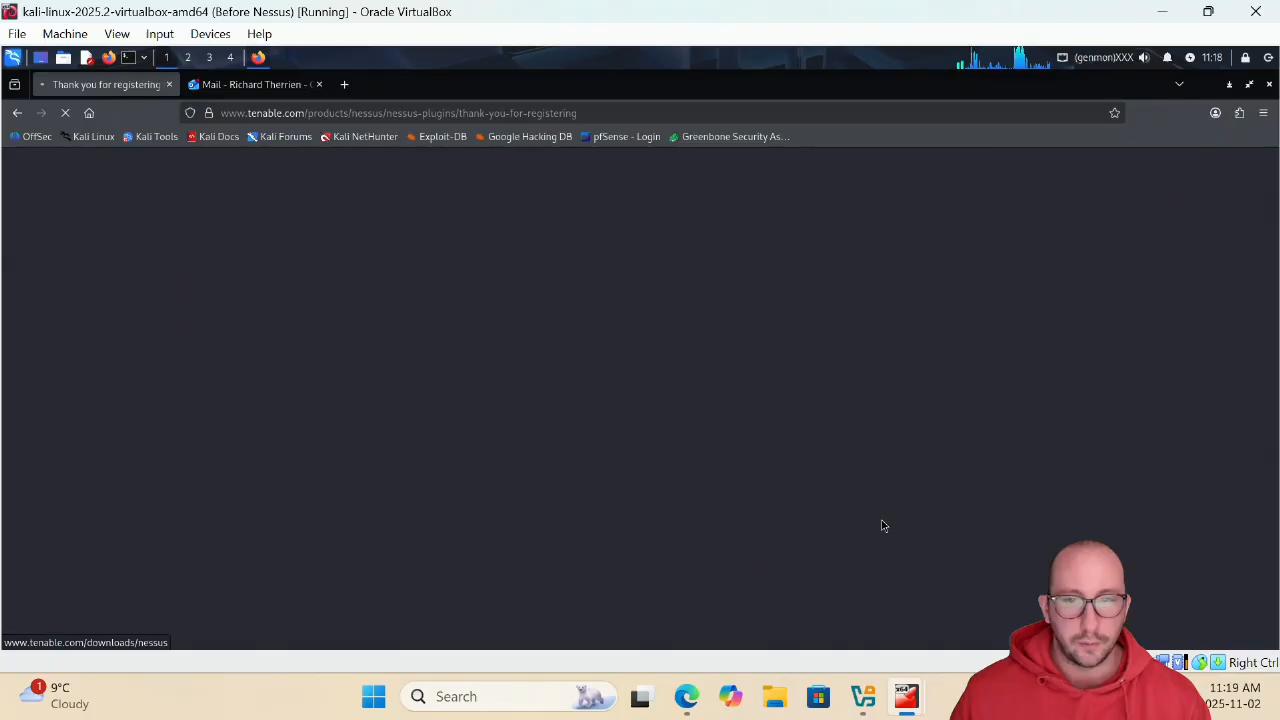 kali-linux-2025.2-virtualbox-amd64 (Before Nessus) [Running] - Oracle VirtualBox
File Machine View Input Devices Help
1 2 3 4 (genmon)XXX 11:18
Thank you for registering Mail - Richard Therrien -
www.tenable.com/products/nessus/nessus-plugins/thank-you-for-registering
OffSec Kali Linux Kali Tools Kali Docs Kali Forums Kali NetHunter Exploit-DB Google Hacking DB pfSense - Login Greenbone Security As...
www.tenable.com/downloads/nessus
Right Ctrl
1 9°C Search x64 11:19 AM
Cloudy 2025-11-02